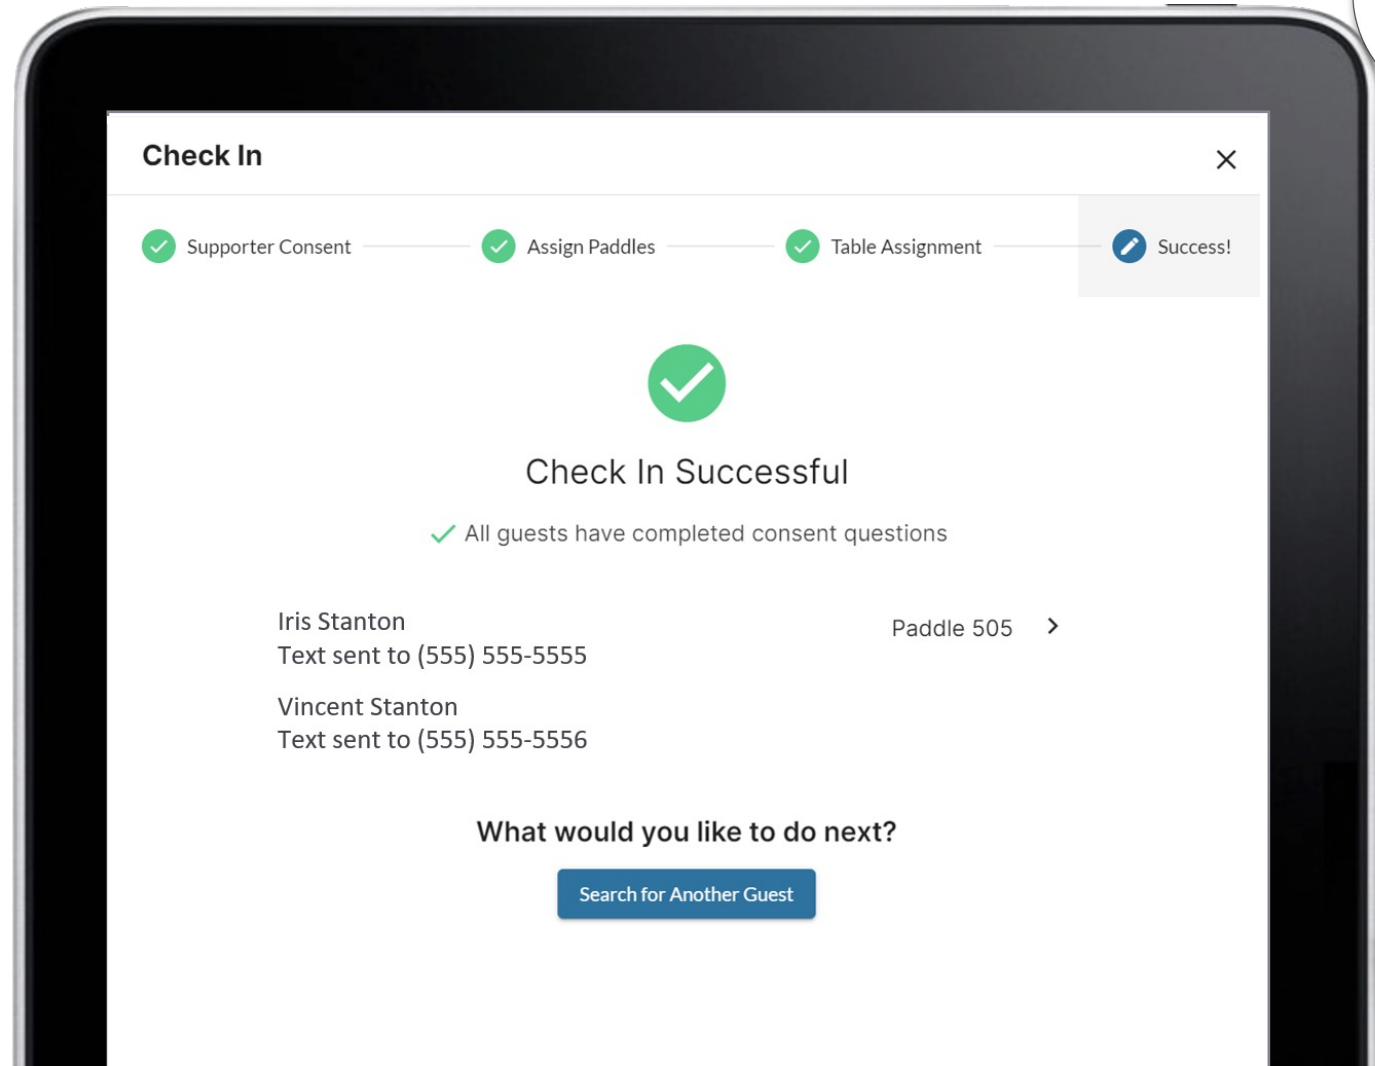 Check In
Supporter Consent
Assign Paddles
Table Assignment
Success!
Check In Successful
All guests have completed consent questions
Iris Stanton
Text sent to (555) 555-5555
Paddle 505
Vincent Stanton
Text sent to (555) 555-5556
What would you like to do next?
Search for Another Guest